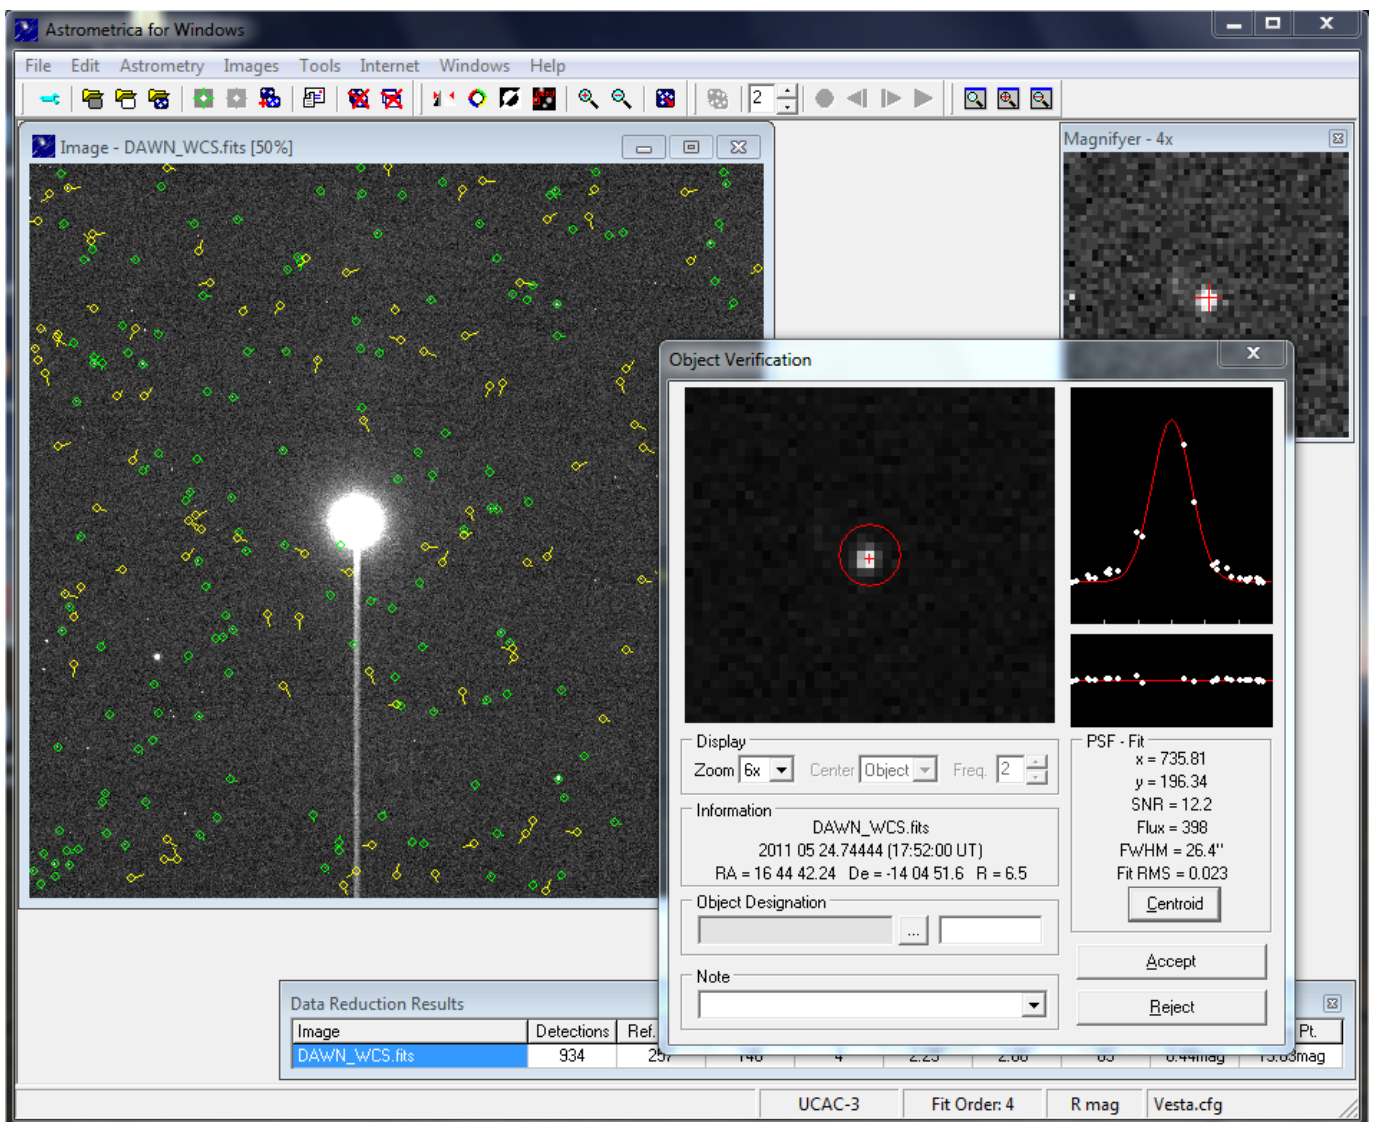 Astrometrica for Windows
File Edit Astrometry Images Tools Internet Windows Help
2
Image - DAWN_WCS.fits [50%]
Magnifyer - 4x
Object Verification
Display
Zoom 6x Center Object Freq. 2
Information
DAWN_WCS.fits
2011 05 24.74444 (17:52:00 UT)
RA = 16 44 42.24 De = -14 04 51.6 R = 6.5
Object Designation
...
Note
PSF - Fit
x = 735.81
y = 196.34
SNR = 12.2
Flux = 398
FWHM = 26.4''
Fit RMS = 0.023
Centroid
Accept
Reject
Data Reduction Results
Image Detections Ref. Pt.
DAWN_WCS.fits 934
UCAC-3 Fit Order: 4 R mag Vesta.cfg